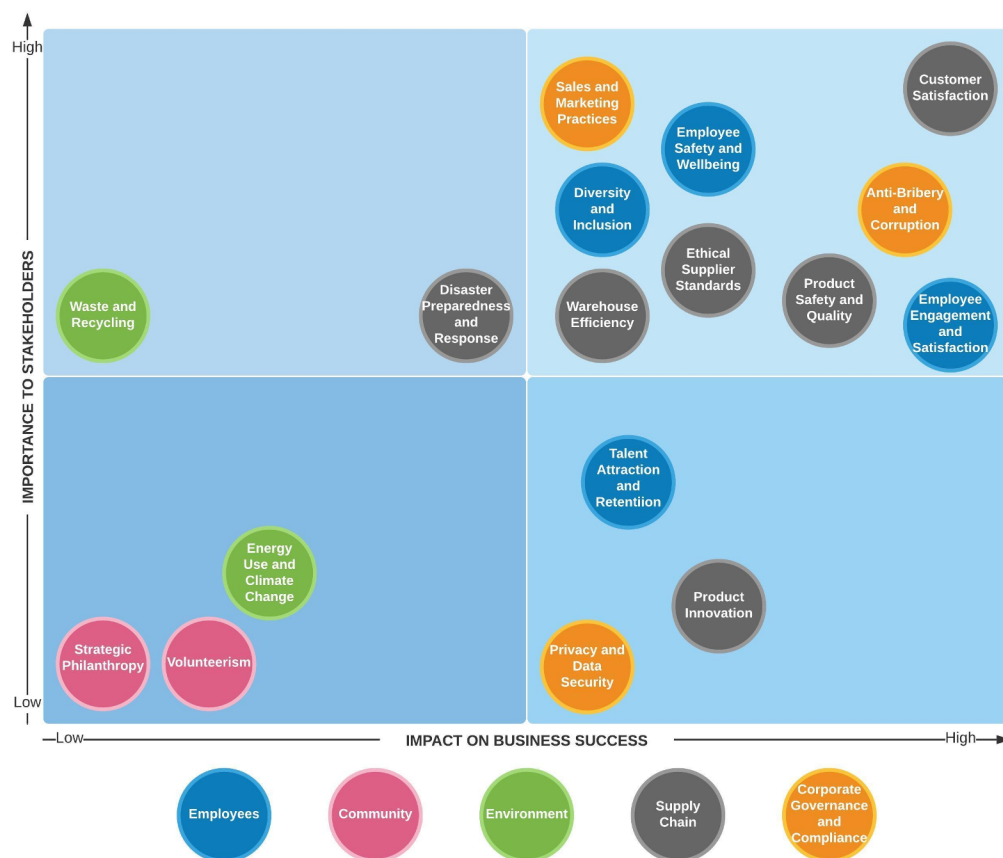 High
IMPORTANCE TO STAKEHOLDERS
Low
Sales and
Marketing
Practices
Customer
Satisfaction
Employee
Safety and
Wellbeing
Diversity
and
Inclusion
Anti-Bribery
and
Corruption
Ethical
Supplier
Standards
Waste and
Recycling
Disaster
Preparedness
and
Response
Warehouse
Efficiency
Product
Safety and
Quality
Employee
Engagement
and
Satisfaction
Talent
Attraction
and
Retentiion
Energy
Use and
Climate
Change
Product
Innovation
Strategic
Philanthropy
Volunteerism
Privacy and
Data
Security
Low
IMPACT ON BUSINESS SUCCESS
High
Employees
Community
Environment
Supply
Chain
Corporate
Governance
and
Compliance